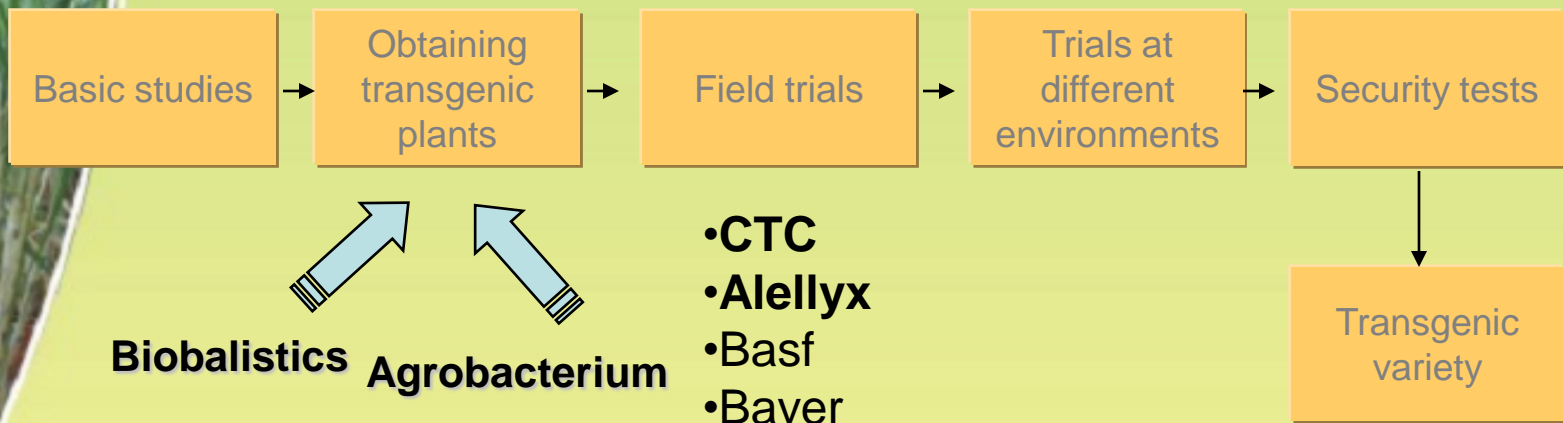 Basic studies
Obtaining
transgenic
plants
Field trials
Trials at
different
environments
Security tests
•CTC
•Alellyx
•Basf
•Bayer
Biobalistics
Agrobacterium
Transgenic
variety